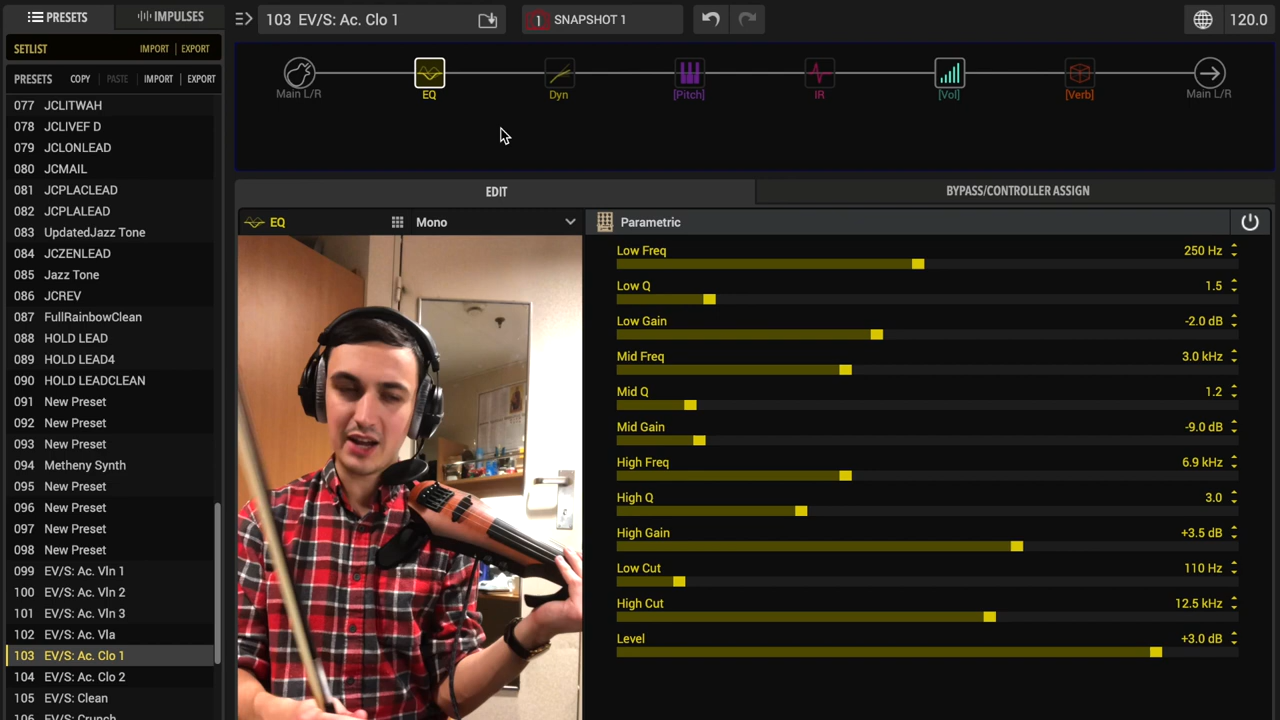 PRESETS
IMPULSES
SETLIST
IMPORT | EXPORT
PRESETS
COPY
PASTE
IMPORT | EXPORT
077 JCLITWAH
078 JCLIVEF D
079 JCLONLEAD
080 JCMAIL
081 JCPLACLEAD
082 JCPLALEAD
083 UpdatedJazz Tone
084 JCZENLEAD
085 Jazz Tone
086 JCREV
087 FullRainbowClean
088 HOLD LEAD
089 HOLD LEAD4
090 HOLD LEADCLEAN
091 New Preset
092 New Preset
093 New Preset
094 Metheny Synth
095 New Preset
096 New Preset
097 New Preset
098 New Preset
099 EV/S: Ac. Vln 1
100 EV/S: Ac. Vln 2
101 EV/S: Ac. Vln 3
102 EV/S: Ac. Vla
103 EV/S: Ac. Clo 1
104 EV/S: Ac. Clo 2
105 EV/S: Clean
106 EV/S: Crunch
103 EV/S: Ac. Clo 1
1 SNAPSHOT 1
120.0
Main L/R
EQ
Dyn
[Pitch]
IR
[Vol]
[Verb]
Main L/R
EDIT
BYPASS/CONTROLLER ASSIGN
EQ
Mono
Parametric
Low Freq 250 Hz
Low Q 1.5
Low Gain -2.0 dB
Mid Freq 3.0 kHz
Mid Q 1.2
Mid Gain -9.0 dB
High Freq 6.9 kHz
High Q 3.0
High Gain +3.5 dB
Low Cut 110 Hz
High Cut 12.5 kHz
Level +3.0 dB